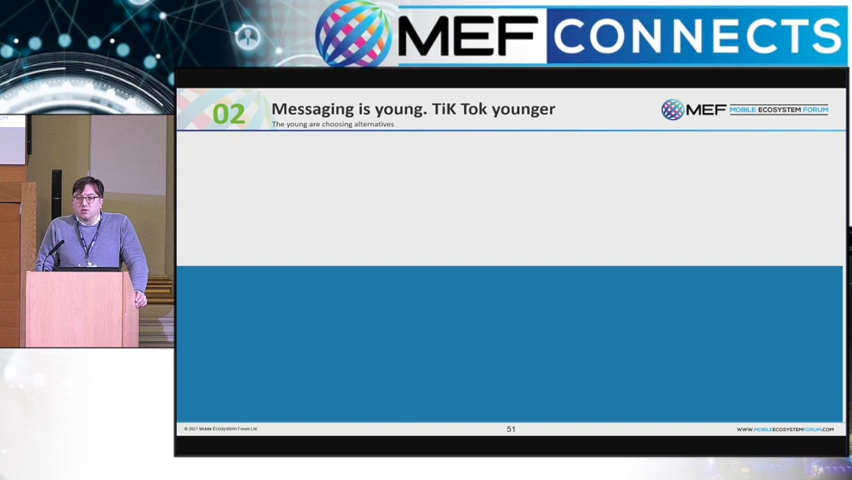 MEF CONNECTS
02
Messaging is young. TiK Tok younger
The young are choosing alternatives
MEF MOBILE ECOSYSTEM FORUM
© 2021 Mobile Ecosystem Forum Ltd
51
WWW.MOBILEECOSYSTEMFORUM.COM